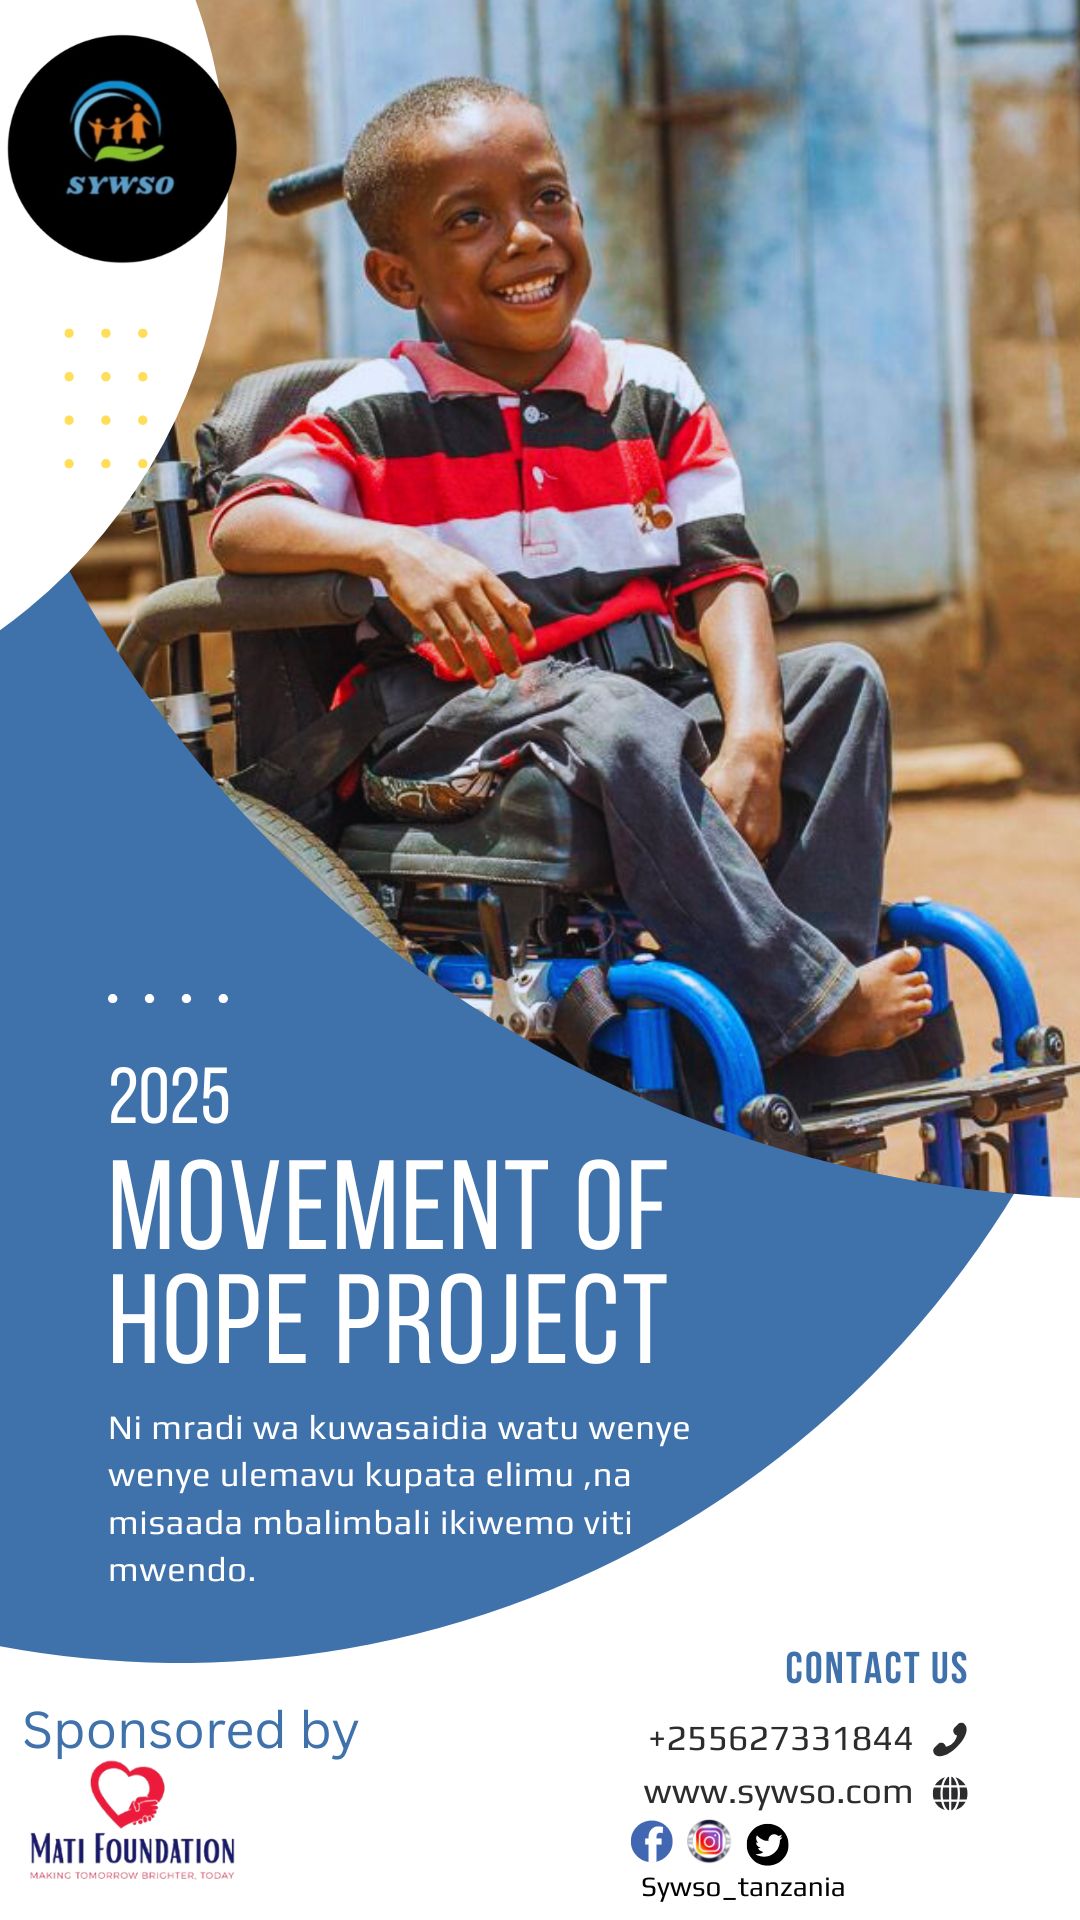 SYWSO
2025
MOVEMENT OF
HOPE PROJECT
Ni mradi wa kuwasaidia watu wenye
wenye ulemavu kupata elimu ,na
misaada mbalimbali ikiwemo viti
mwendo.
Sponsored by
MATI FOUNDATION
MAKING TOMORROW BRIGHTER, TODAY
CONTACT US
+255627331844
www.sywso.com
Sywso_tanzania